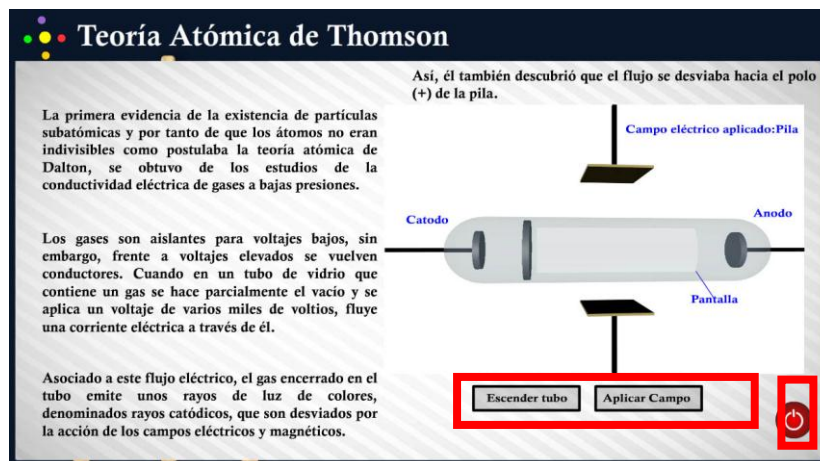 Teoría Atómica de Thomson
La primera evidencia de la existencia de partículas
subatómicas y por tanto de que los átomos no eran
indivisibles como postulaba la teoría atómica de
Dalton, se obtuvo de los estudios de la
conductividad eléctrica de gases a bajas presiones.
Los gases son aislantes para voltajes bajos, sin
embargo, frente a voltajes elevados se vuelven
conductores. Cuando en un tubo de vidrio que
contiene un gas se hace parcialmente el vacío y se
aplica un voltaje de varios miles de voltios, fluye
una corriente eléctrica a través de él.
Asociado a este flujo eléctrico, el gas encerrado en el
tubo emite unos rayos de luz de colores,
denominados rayos catódicos, que son desviados por
la acción de los campos eléctricos y magnéticos.
Así, él también descubrió que el flujo se desviaba hacia el polo
(+) de la pila.
Campo eléctrico aplicado:Pila
Catodo
Anodo
Pantalla
Escender tubo
Aplicar Campo